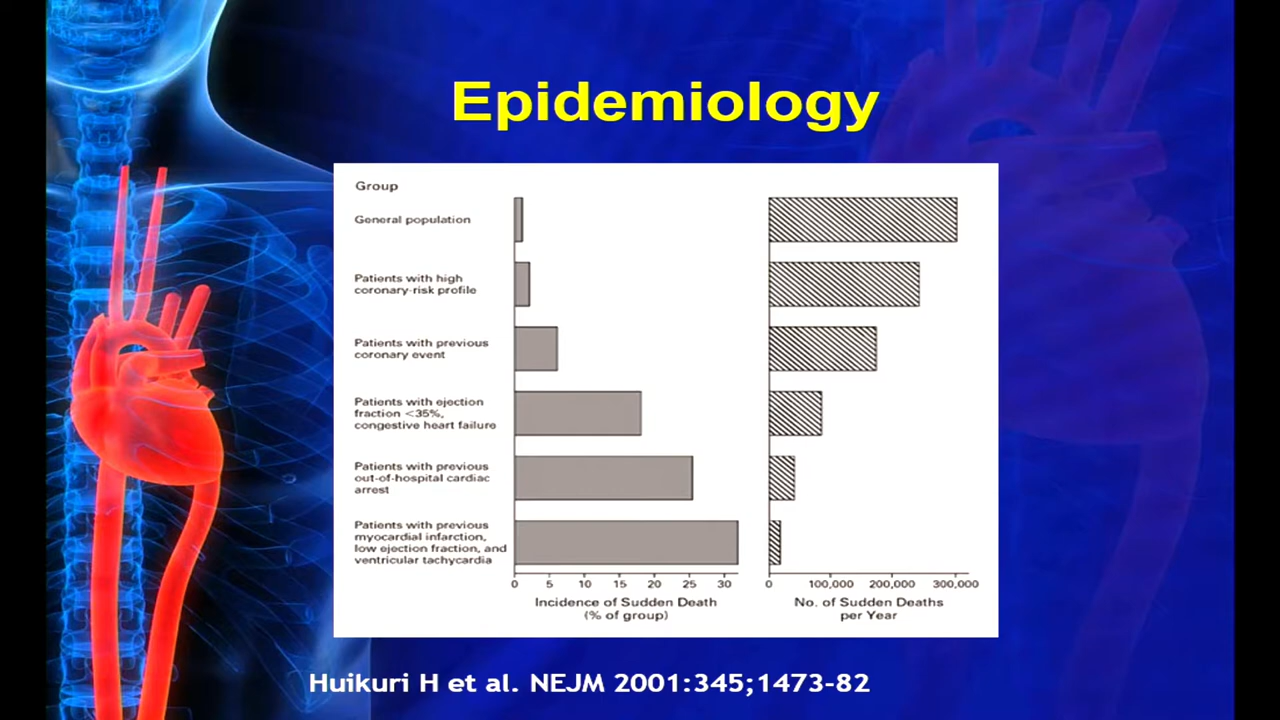 Epidemiology
Group
General population
Patients with high
coronary-risk profile
Patients with previous
coronary event
Patients with ejection
fraction <35%,
congestive heart failure
Patients with previous
out-of-hospital cardiac
arrest
Patients with previous
myocardial infarction,
low ejection fraction, and
ventricular tachycardia
0 5 10 15 20 25 30
Incidence of Sudden Death
(% of group)
0 100,000 200,000 300,000
No. of Sudden Deaths
per Year
Huikuri H et al. NEJM 2001:345;1473-82